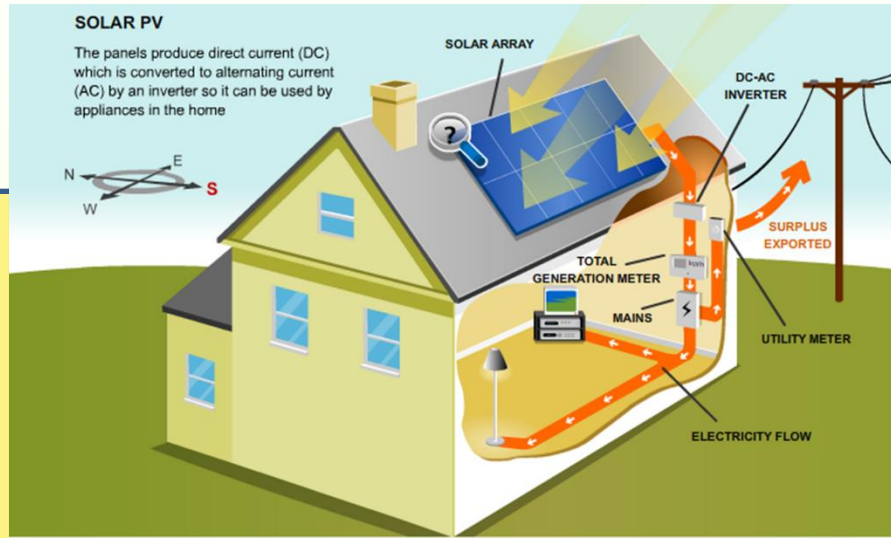 SOLAR PV
The panels produce direct current (DC)
which is converted to alternating current
(AC) by an inverter so it can be used by
appliances in the home
SOLAR ARRAY
DC-AC
INVERTER
?
N
E
S
W
SURPLUS
EXPORTED
TOTAL
GENERATION METER
kWh
MAINS
UTILITY METER
ELECTRICITY FLOW